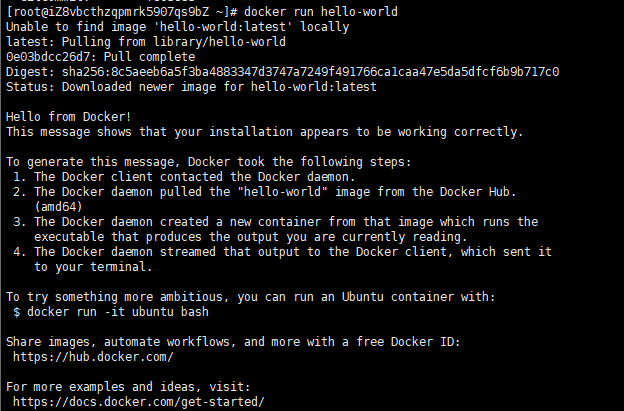 [root@iZ8vbcthzqpmrk5907qs9bZ ~]# docker run hello-world
Unable to find image 'hello-world:latest' locally
latest: Pulling from library/hello-world
0e03bdcc26d7: Pull complete
Digest: sha256:8c5aeeb6a5f3ba4883347d3747a7249f491766ca1caa47e5da5dfcf6b9b717c0
Status: Downloaded newer image for hello-world:latest
Hello from Docker!
This message shows that your installation appears to be working correctly.
To generate this message, Docker took the following steps:
1. The Docker client contacted the Docker daemon.
2. The Docker daemon pulled the "hello-world" image from the Docker Hub.
(amd64)
3. The Docker daemon created a new container from that image which runs the
executable that produces the output you are currently reading.
4. The Docker daemon streamed that output to the Docker client, which sent it
to your terminal.
To try something more ambitious, you can run an Ubuntu container with:
$ docker run -it ubuntu bash
Share images, automate workflows, and more with a free Docker ID:
https://hub.docker.com/
For more examples and ideas, visit:
https://docs.docker.com/get-started/